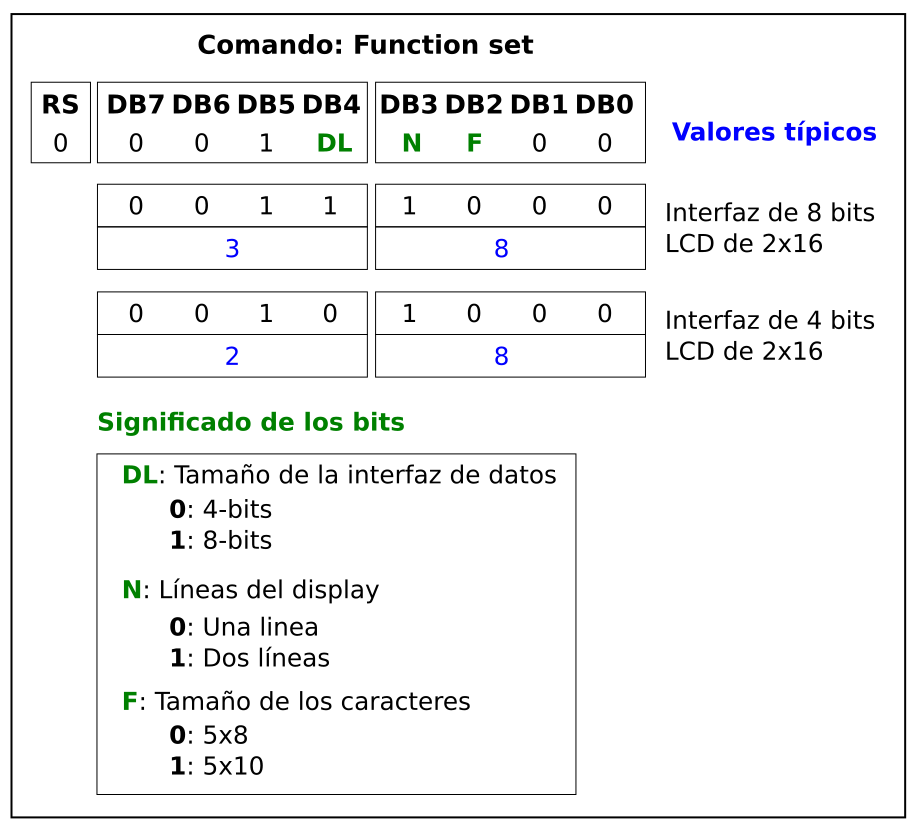 Comando: Function set
RS DB7 DB6 DB5 DB4 DB3 DB2 DB1 DB0
0 0 0 1 DL N F 0 0
Valores típicos
0 0 1 1 1 0 0 0
3 8
Interfaz de 8 bits
LCD de 2x16
0 0 1 0 1 0 0 0
2 8
Interfaz de 4 bits
LCD de 2x16
Significado de los bits
DL: Tamaño de la interfaz de datos
0: 4-bits
1: 8-bits
N: Líneas del display
0: Una linea
1: Dos líneas
F: Tamaño de los caracteres
0: 5x8
1: 5x10